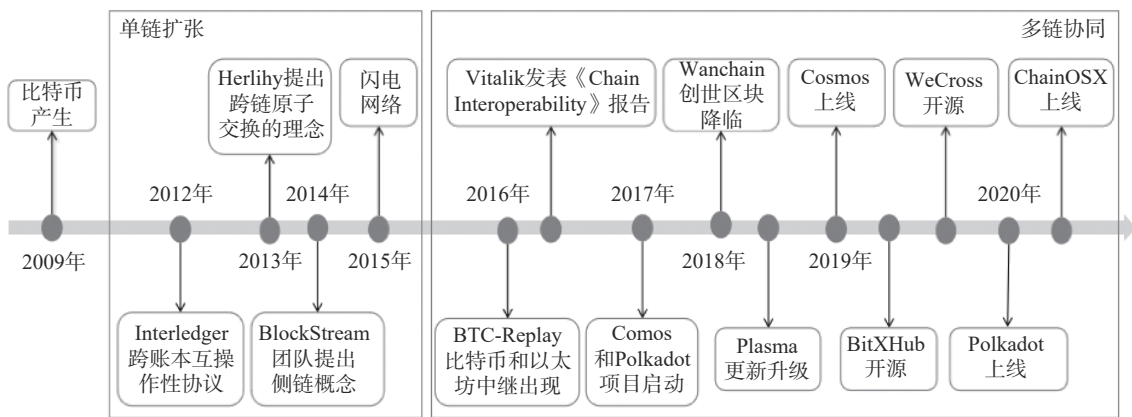 单链扩张
多链协同
比特币
产生
Herlihy提出
跨链原子
交换的理念
闪电
网络
Vitalik发表《Chain
Interoperability》报告
Wanchain
创世区块
降临
Cosmos
上线
WeCross
开源
ChainOSX
上线
2012年
2014年
2016年
2017年
2020年
2009年
2013年
2015年
2018年
2019年
Interledger
跨账本互操
作性协议
BlockStream
团队提出
侧链概念
BTC-Replay
比特币和以太
坊中继出现
Comos
和Polkadot
项目启动
Plasma
更新升级
BitXHub
开源
Polkadot
上线